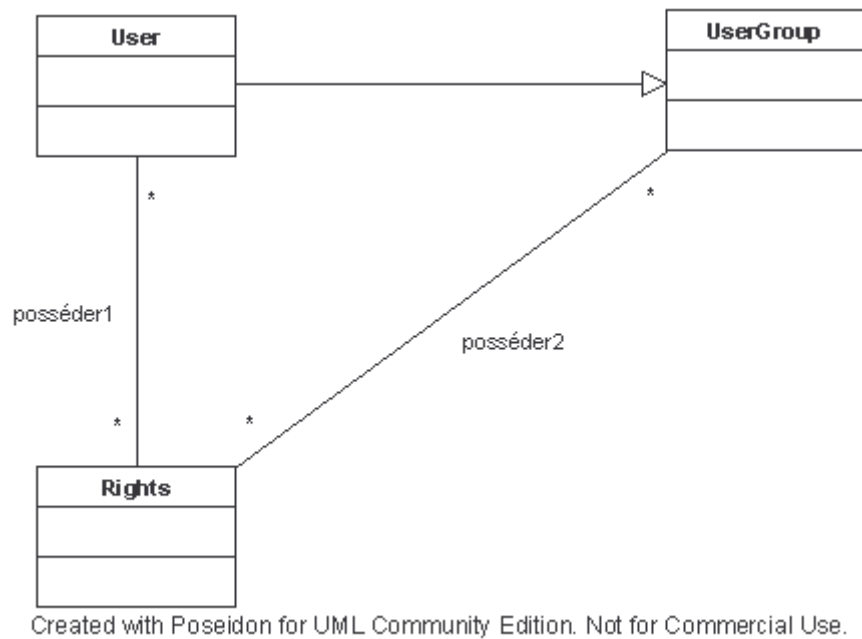 User
UserGroup
*
*
posséder1
posséder2
*
*
Rights
Created with Poseidon for UML Community Edition. Not for Commercial Use.